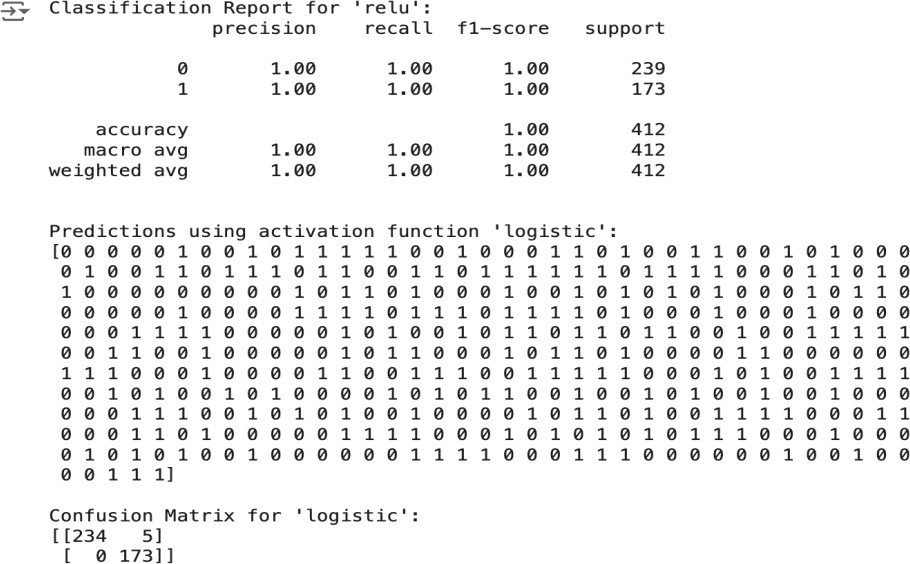 Classification Report for 'relu':
precision recall f1-score support
0 1.00 1.00 1.00 239
1 1.00 1.00 1.00 173
accuracy 1.00 412
macro avg 1.00 1.00 1.00 412
weighted avg 1.00 1.00 1.00 412
Predictions using activation function 'logistic':
[0 0 0 0 0 1 0 0 1 0 1 1 1 1 1 0 0 1 0 0 0 1 1 0 1 0 0 1 1 0 0 1 0 1 0 0 0
0 1 0 0 1 1 0 1 1 1 0 1 1 0 0 1 1 0 1 1 1 1 1 1 0 1 1 1 1 0 0 0 1 1 0 1 0
1 0 0 0 0 0 0 0 0 0 1 0 1 1 0 1 0 0 0 1 0 0 1 0 1 0 1 0 1 0 0 0 1 0 1 1 0
0 0 0 0 0 1 0 0 0 0 1 1 1 1 0 1 1 1 0 1 1 1 1 0 1 0 0 0 1 0 0 0 1 0 0 0 0
0 0 0 1 1 1 1 0 0 0 0 0 1 0 1 0 0 1 0 1 1 0 1 1 0 1 1 0 0 1 0 0 1 1 1 1 1
0 0 1 1 0 0 1 0 0 0 0 0 1 0 1 1 0 0 0 1 0 1 1 0 1 0 0 0 0 1 1 0 0 0 0 0 0
1 1 1 0 0 0 1 0 0 0 0 1 1 0 0 1 1 1 0 0 1 1 1 1 0 0 0 1 0 1 0 0 1 1 1 1
0 0 1 0 1 0 0 1 0 1 0 0 0 0 1 0 1 0 1 1 0 0 1 0 0 1 0 1 0 0 1 0 0 1 0 0 0
0 0 0 1 1 1 0 0 1 0 1 0 1 0 0 1 0 0 0 0 1 0 1 1 0 1 0 0 1 1 1 1 0 0 0 1 1
0 0 0 1 1 0 1 0 0 0 0 0 1 1 1 1 0 0 0 1 0 1 0 1 0 1 0 1 1 1 0 0 0 1 0 0 0
0 1 0 1 0 1 0 0 1 0 0 0 0 0 0 1 1 1 1 0 0 0 1 1 1 0 0 0 0 0 0 1 0 0 1 0 0
0 0 1 1 1]
Confusion Matrix for 'logistic':
[[234 5]
[ 0 173]]